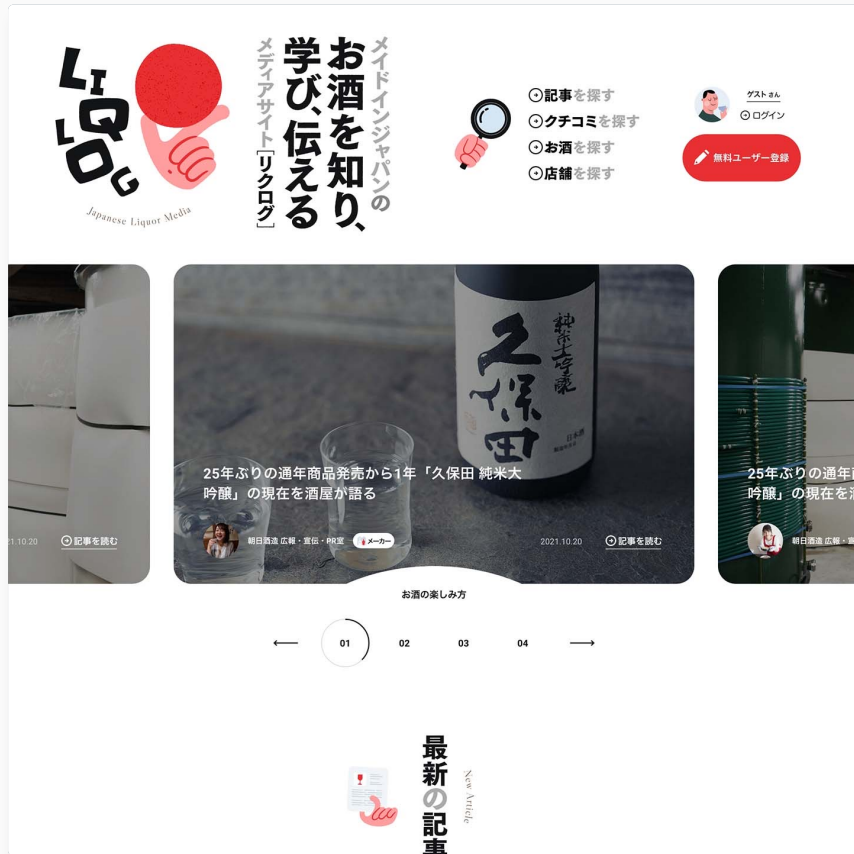 LIQLOG
Japanese Liquor Media
メイドインジャパンの
お酒を知り、
学び、伝える
メディアサイト[リクログ]
記事を探す
クチコミを探す
お酒を探す
店舗を探す
ゲスト さん
ログイン
無料ユーザー登録
久保田
純米大吟醸
日本酒
21.10.20
記事を読む
25年ぶりの通年商品発売から1年「久保田 純米大
吟醸」の現在を酒屋が語る
朝日酒造 広報・宣伝・PR室
メーカー
2021.10.20
記事を読む
25年ぶりの通年
吟醸」の現在を
朝日酒造 広報・宣
お酒の楽しみ方
01
02
03
04
最新の記事
New Article